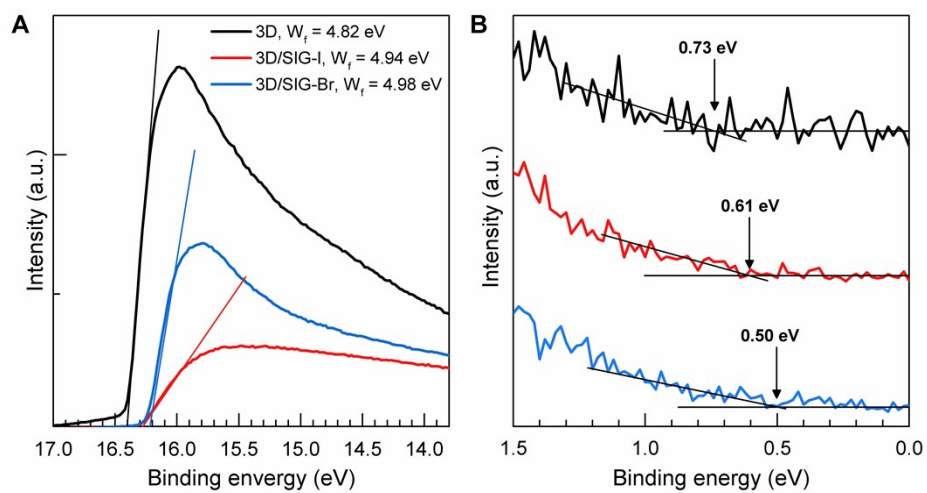 A
3D, Wf = 4.82 eV
3D/SIG-I, Wf = 4.94 eV
3D/SIG-Br, Wf = 4.98 eV
Intensity (a.u.)
17.0 16.5 16.0 15.5 15.0 14.5 14.0
Binding envergy (eV)
B
0.73 eV
0.61 eV
0.50 eV
Intensity (a.u.)
1.5 1.0 0.5 0.0
Binding energy (eV)